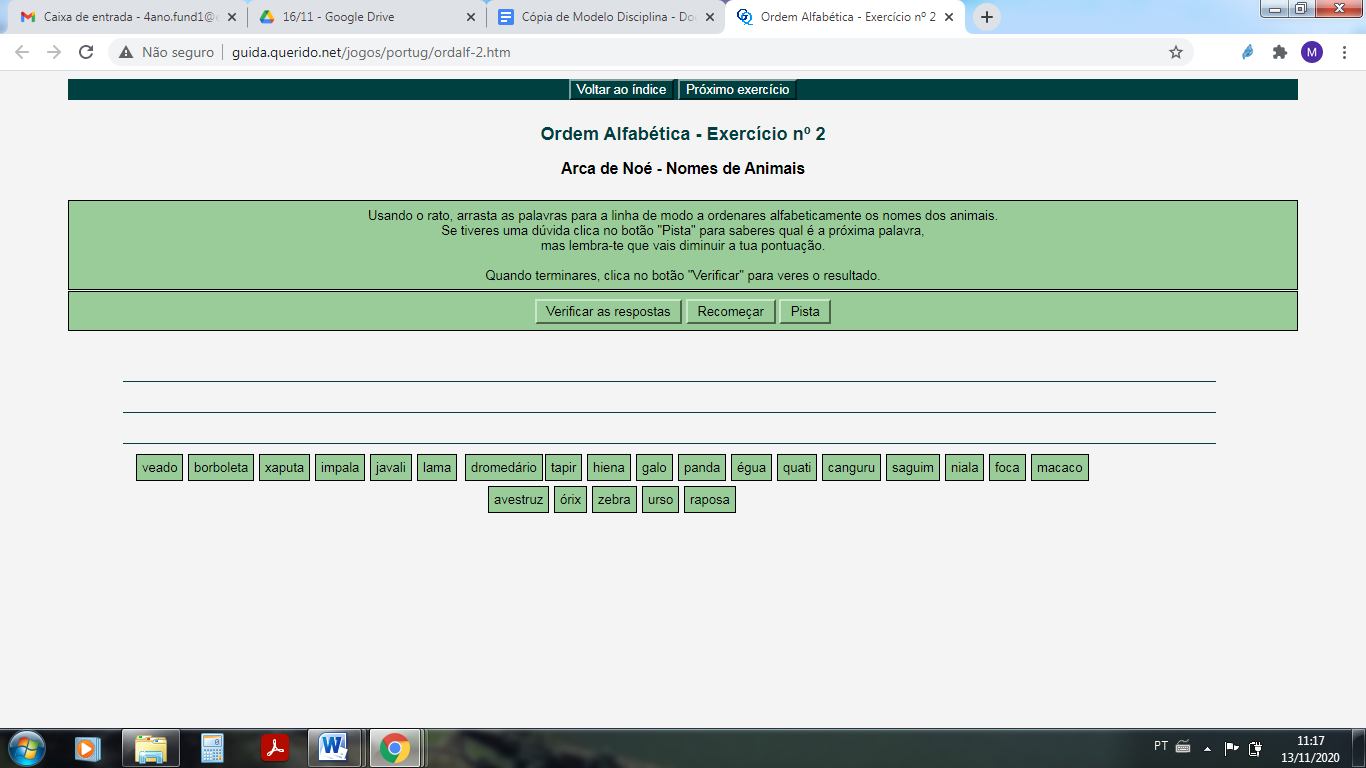 Caixa de entrada - 4ano.fund1@
16/11 - Google Drive
Cópia de Modelo Disciplina - Do
Ordem Alfabética - Exercício nº 2
Não seguro
guida.querido.net/jogos/portug/ordalf-2.htm
M
Voltar ao índice Próximo exercício
Ordem Alfabética - Exercício nº 2
Arca de Noé - Nomes de Animais
Usando o rato, arrasta as palavras para a linha de modo a ordenares alfabeticamente os nomes dos animais.
Se tiveres uma dúvida clica no botão "Pista" para saberes qual é a próxima palavra,
mas lembra-te que vais diminuir a tua pontuação.
Quando terminares, clica no botão "Verificar" para veres o resultado.
Verificar as respostas Recomeçar Pista
veado borboleta xaputa impala javali lama dromedário tapir hiena galo panda égua quati canguru saguim niala foca macaco
avestruz órix zebra urso raposa
PT
11:17
13/11/2020